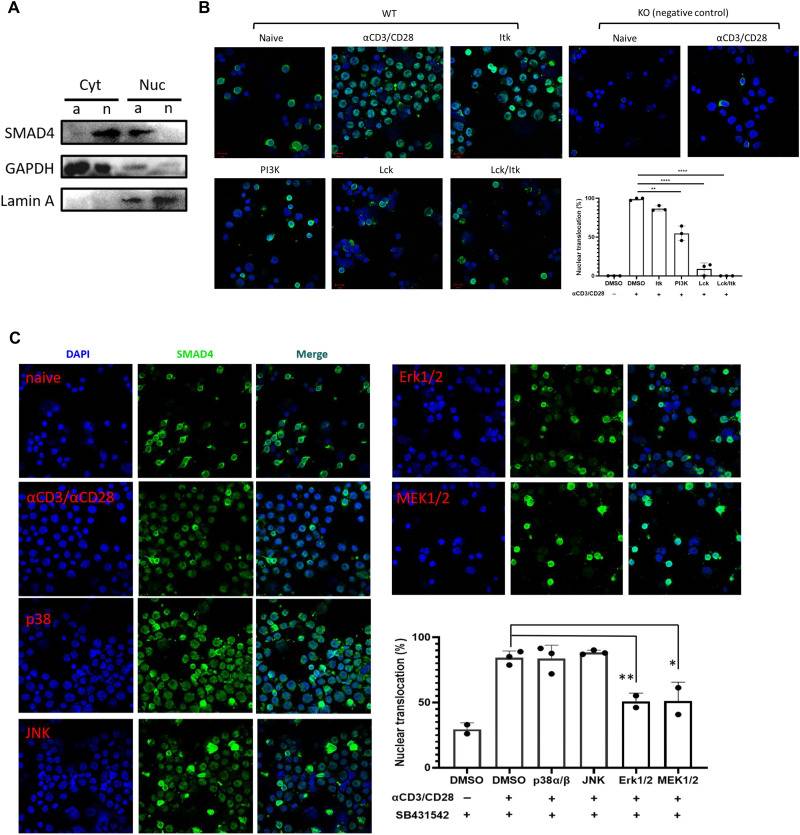 A
Cyt Nuc
a n a n
SMAD4
GAPDH
Lamin A
B
WT
KO (negative control)
Naive αCD3/CD28 Itk Naive αCD3/CD28
PI3K Lck Lck/Itk
Nuclear translocation (%)
100
50
0
**** 
****
**
DMSO DMSO Itk PI3K Lck Lck/Itk
αCD3/CD28 – + + + + +
C
DAPI SMAD4 Merge
naive
αCD3/αCD28
p38
JNK
Erk1/2
MEK1/2
Nuclear translocation (%)
100
50
0
** *
DMSO DMSO p38α/β JNK Erk1/2 MEK1/2
αCD3/CD28 – + + + + +
SB431542 + + + + + +